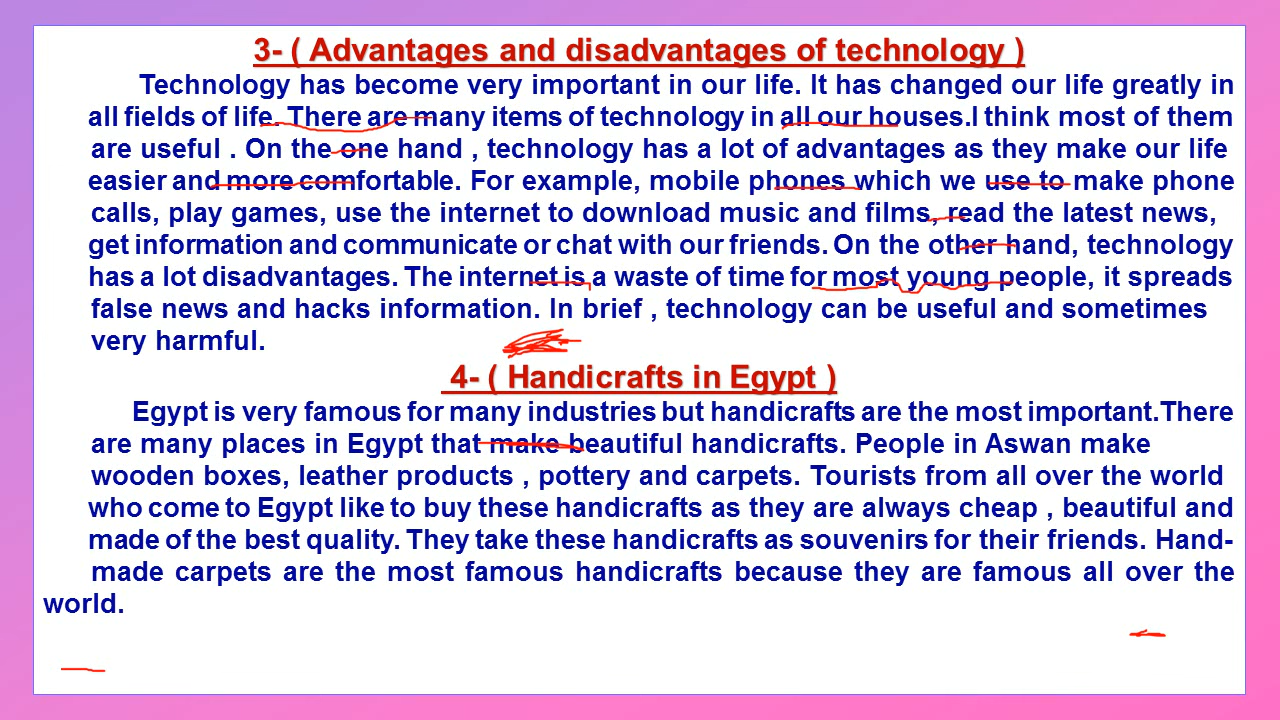 3- ( Advantages and disadvantages of technology )
Technology has become very important in our life. It has changed our life greatly in
all fields of life. There are many items of technology in all our houses.I think most of them
are useful . On the one hand , technology has a lot of advantages as they make our life
easier and more comfortable. For example, mobile phones which we use to make phone
calls, play games, use the internet to download music and films, read the latest news,
get information and communicate or chat with our friends. On the other hand, technology
has a lot disadvantages. The internet is a waste of time for most young people, it spreads
false news and hacks information. In brief , technology can be useful and sometimes
very harmful.
4- ( Handicrafts in Egypt )
Egypt is very famous for many industries but handicrafts are the most important.There
are many places in Egypt that make beautiful handicrafts. People in Aswan make
wooden boxes, leather products , pottery and carpets. Tourists from all over the world
who come to Egypt like to buy these handicrafts as they are always cheap , beautiful and
made of the best quality. They take these handicrafts as souvenirs for their friends. Hand-
made carpets are the most famous handicrafts because they are famous all over the
world.